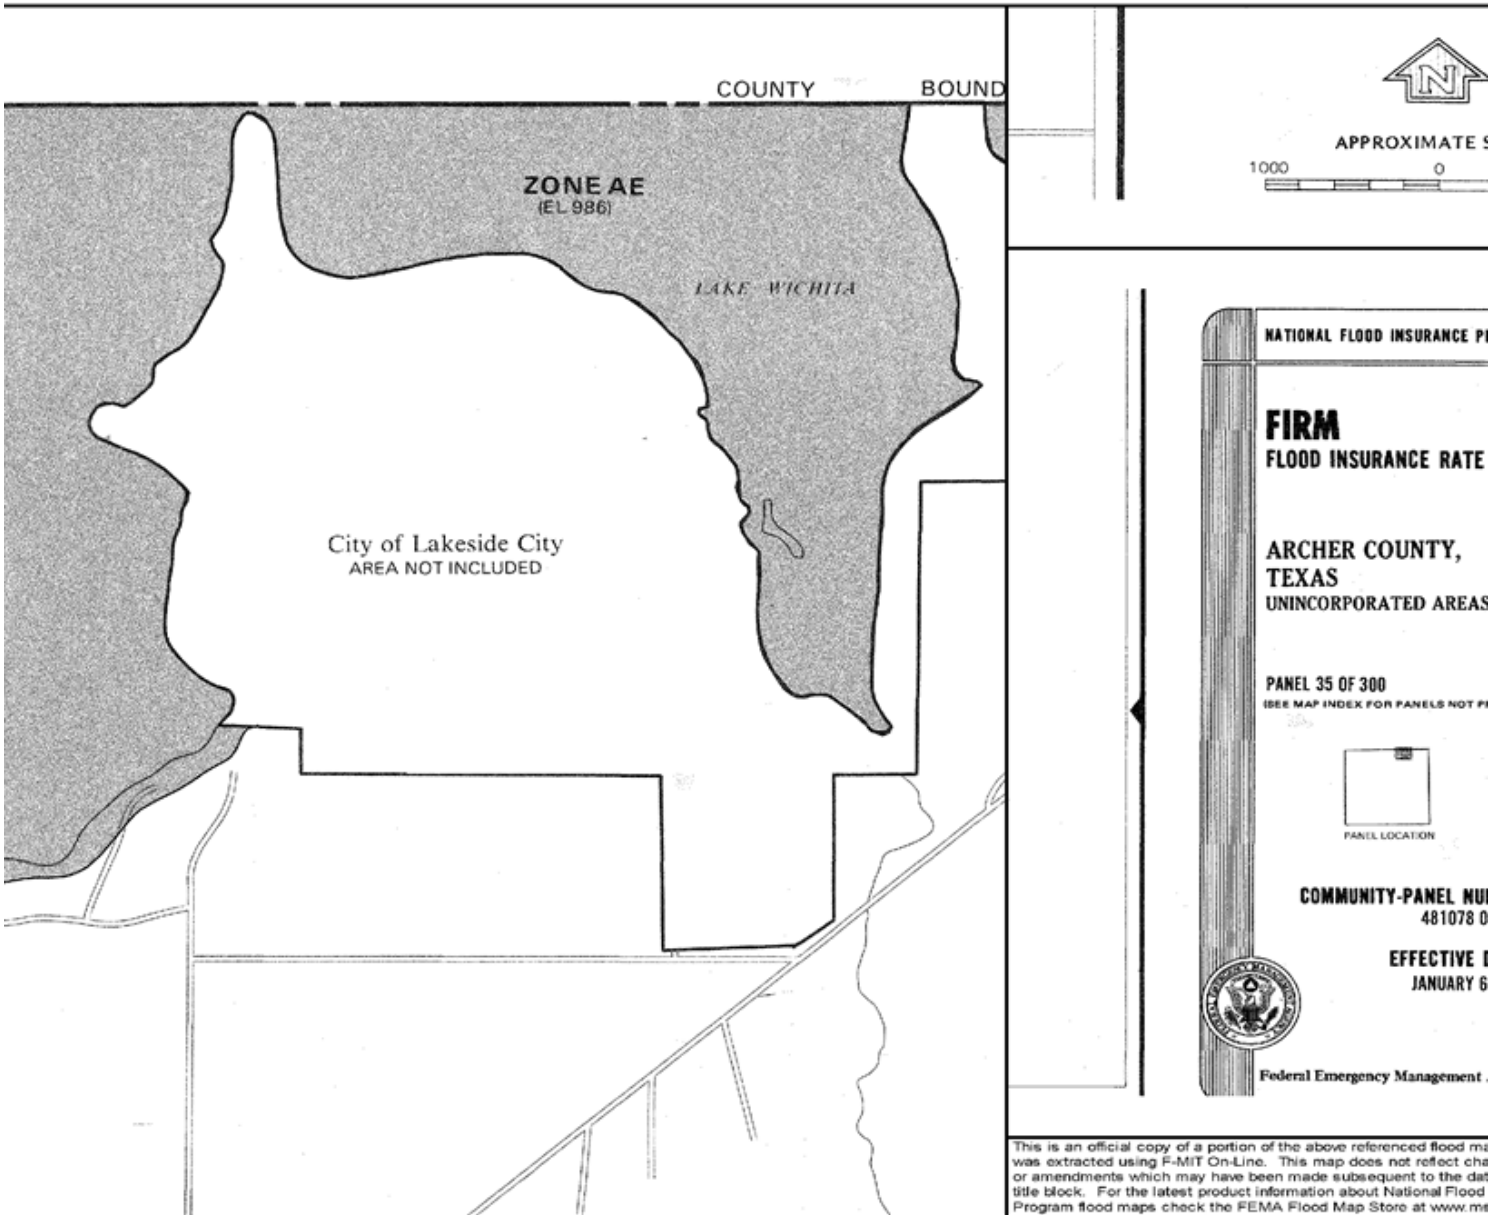 COUNTY BOUND
ZONE AE
(EL 986)
LAKE WICHITA
City of Lakeside City
AREA NOT INCLUDED
N
APPROXIMATE S
1000 0
NATIONAL FLOOD INSURANCE P
FIRM
FLOOD INSURANCE RATE
ARCHER COUNTY,
TEXAS
UNINCORPORATED AREAS
PANEL 35 OF 300
(SEE MAP INDEX FOR PANELS NOT P
PANEL LOCATION
COMMUNITY-PANEL NU
481078 0
EFFECTIVE D
JANUARY 6
Federal Emergency Management
This is an official copy of a portion of the above referenced flood ma
was extracted using F-MIT On-Line. This map does not reflect cha
or amendments which may have been made subsequent to the dat
title block. For the latest product information about National Flood
Program flood maps check the FEMA Flood Map Store at www.ms